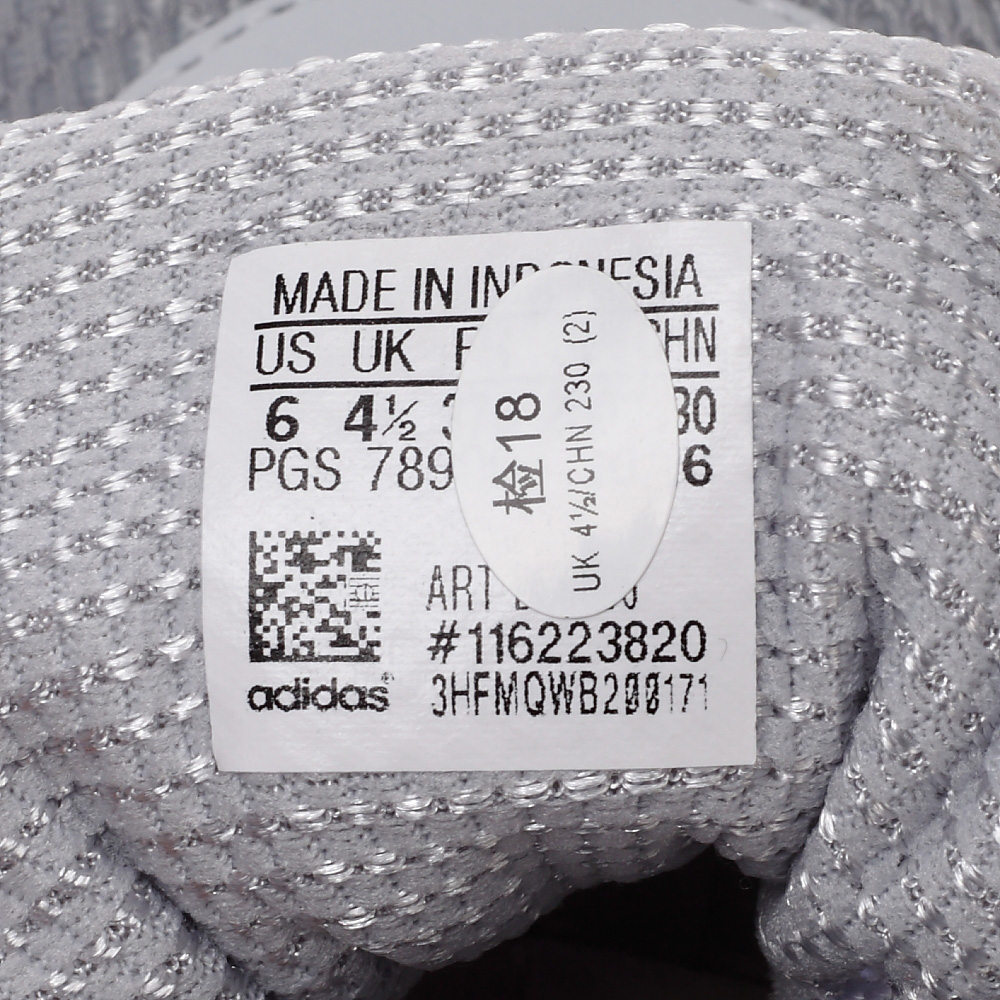 MADE IN INDONESIA
US UK CHN
6 4½ 30
PGS 789 6
ART
#116223820
adidas®
3HFMQWB200171
检18
UK 4½/CHN 230 (2)